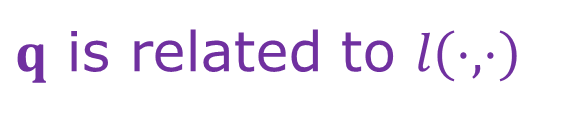 q is related to l(·,·)